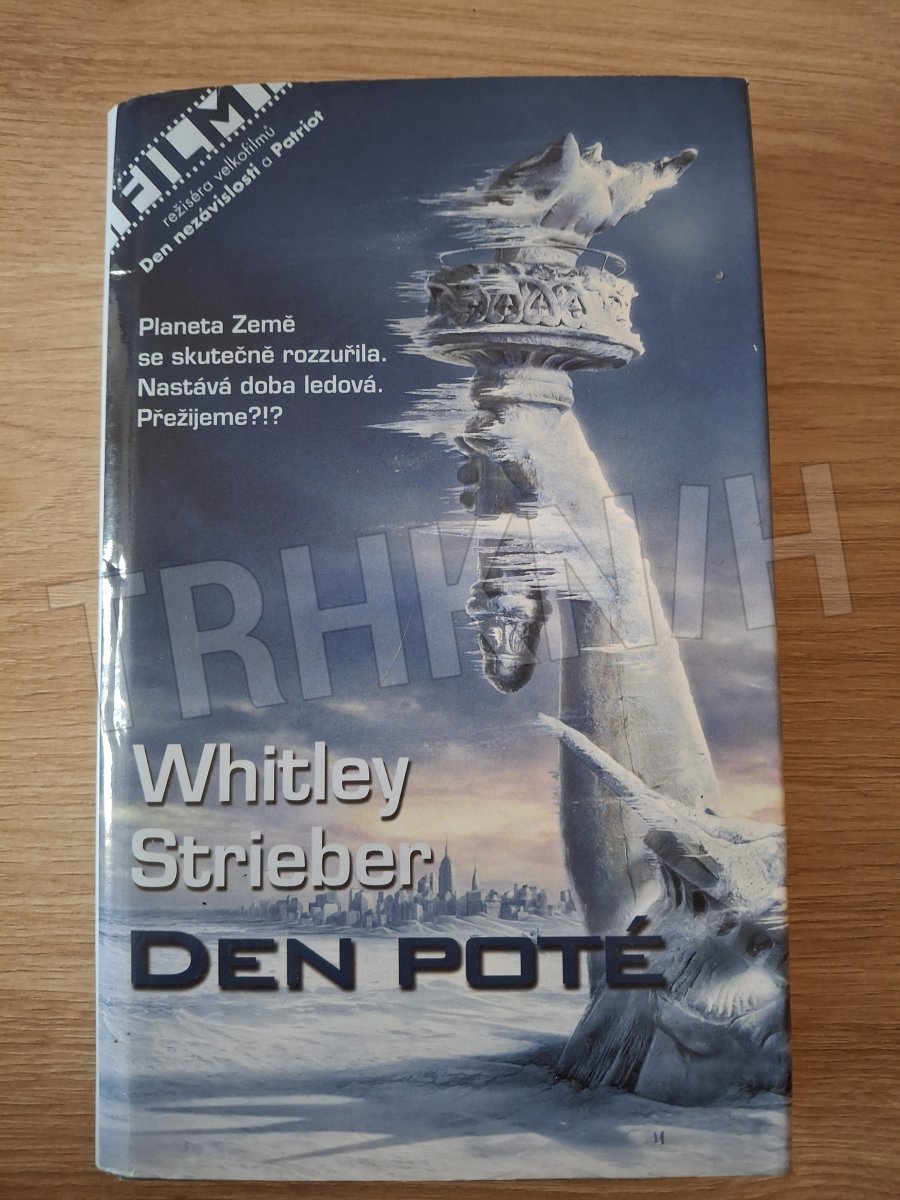 FILM
režiséra velkofilmů
Den nezávislosti a Patriot
Planeta Země
se skutečně rozzuřila.
Nastává doba ledová.
Přežijeme?!?
TRHKNIH
Whitley
Strieber
DEN POTÉ